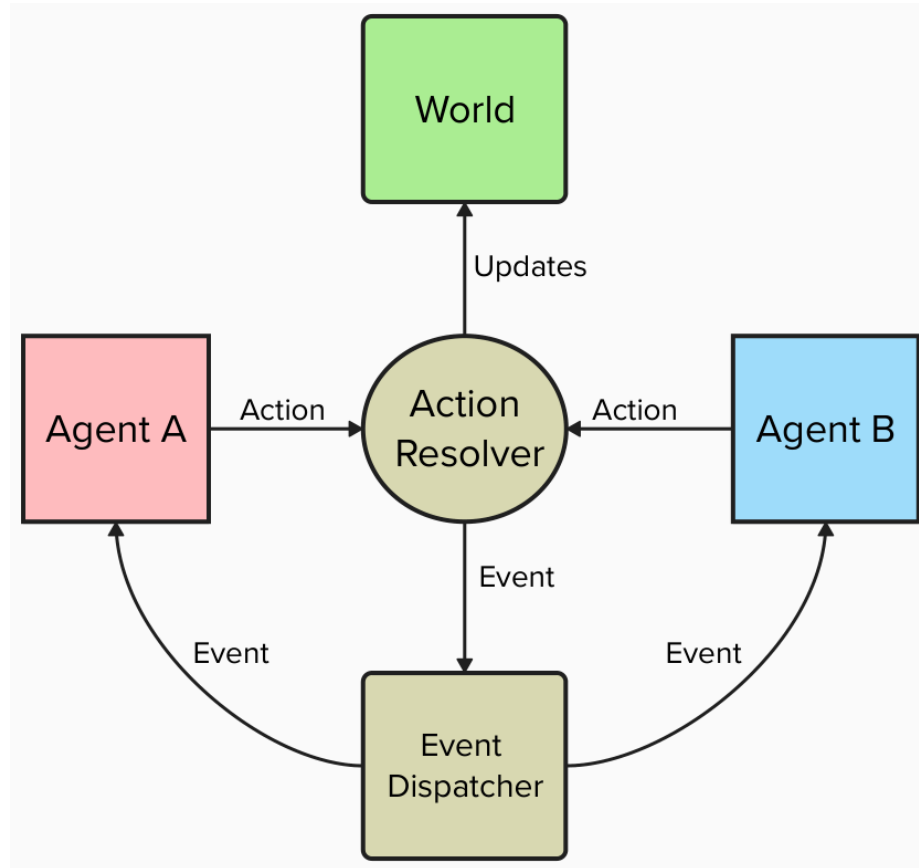 World
Updates
Action
Action
Agent A
Action
Resolver
Agent B
Event
Event
Event
Event
Dispatcher